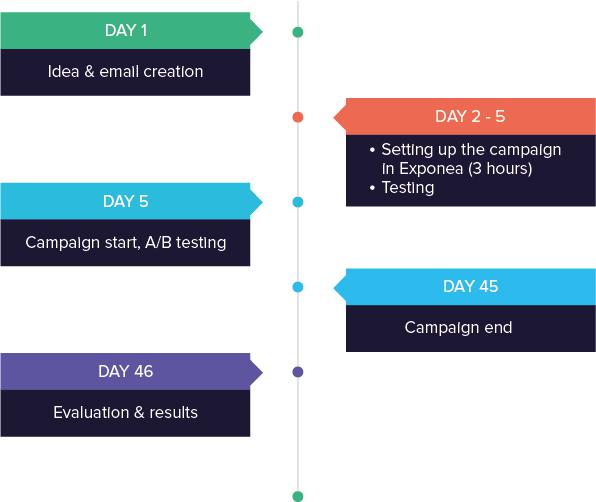 DAY 1
Idea & email creation
DAY 2 - 5
• Setting up the campaign
in Exponea (3 hours)
• Testing
DAY 5
Campaign start, A/B testing
DAY 45
Campaign end
DAY 46
Evaluation & results